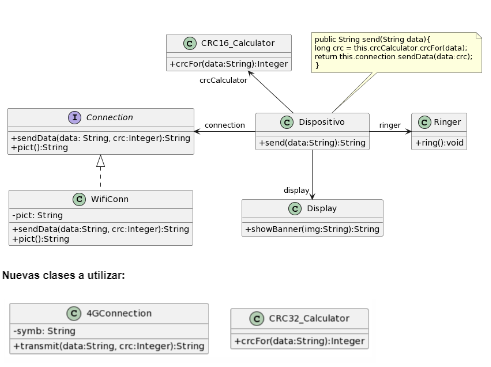 C CRC16_Calculator
+crcFor(data:String):Integer
public String send(String data){
long crc = this.crcCalculator.crcFor(data);
return this.connection.sendData(data.crc);
}
crcCalculator
I Connection
+sendData(data: String, crc:Integer):String
+pict():String
connection
C Dispositivo
+send(data:String):String
ringer
C Ringer
+ring():void
C WifiConn
-pict: String
+sendData(data:String, crc:Integer):String
+pict():String
display
C Display
+showBanner(img:String):String
Nuevas clases a utilizar:
C 4GConnection
-symb: String
+transmit(data:String, crc:Integer):String
C CRC32_Calculator
+crcFor(data:String):Integer